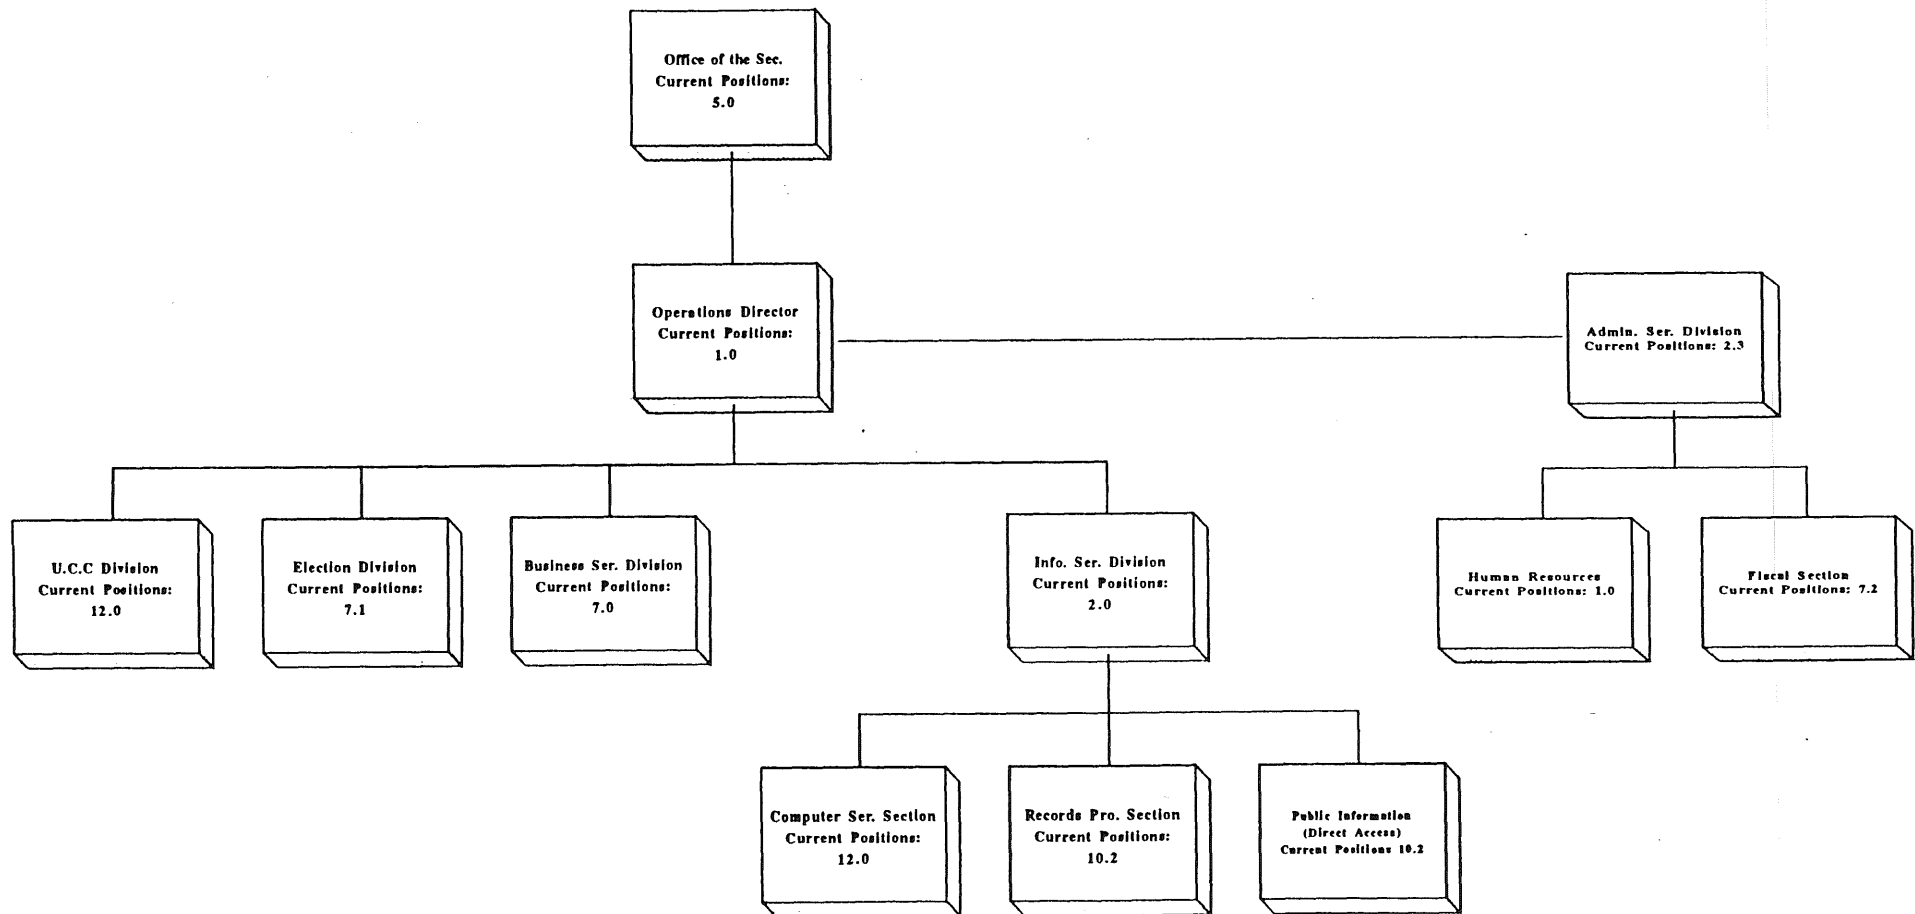 Office of the Sec.
Current Positions:
5.0
Operations Director
Current Positions:
1.0
Admin. Ser. Division
Current Positions: 2.3
U.C.C Division
Current Positions:
12.0
Election Division
Current Positions:
7.1
Business Ser. Division
Current Positions:
7.0
Info. Ser. Division
Current Positions:
2.0
Human Resources
Current Positions: 1.0
Fiscal Section
Current Positions: 7.2
Computer Ser. Section
Current Positions:
12.0
Records Pro. Section
Current Positions:
10.2
Public Information
(Direct Access)
Current Positions 10.2